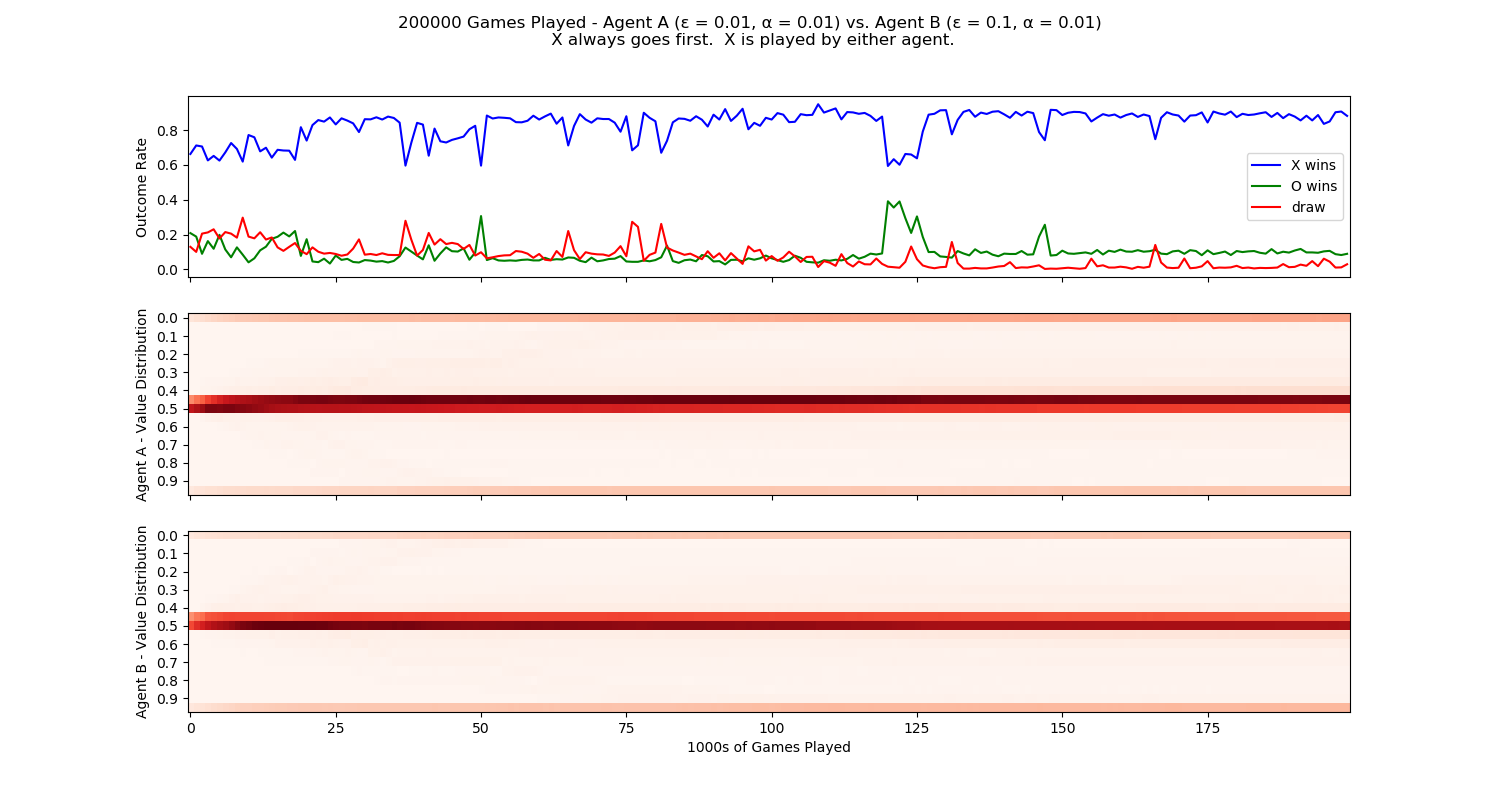 200000 Games Played - Agent A (ε = 0.01, α = 0.01) vs. Agent B (ε = 0.1, α = 0.01)
X always goes first.  X is played by either agent.
Outcome Rate
0.8
0.6
0.4
0.2
0.0
X wins
O wins
draw
Agent A - Value Distribution
0.0
0.1
0.2
0.3
0.4
0.5
0.6
0.7
0.8
0.9
Agent B - Value Distribution
0.0
0.1
0.2
0.3
0.4
0.5
0.6
0.7
0.8
0.9
0 25 50 75 100 125 150 175
1000s of Games Played